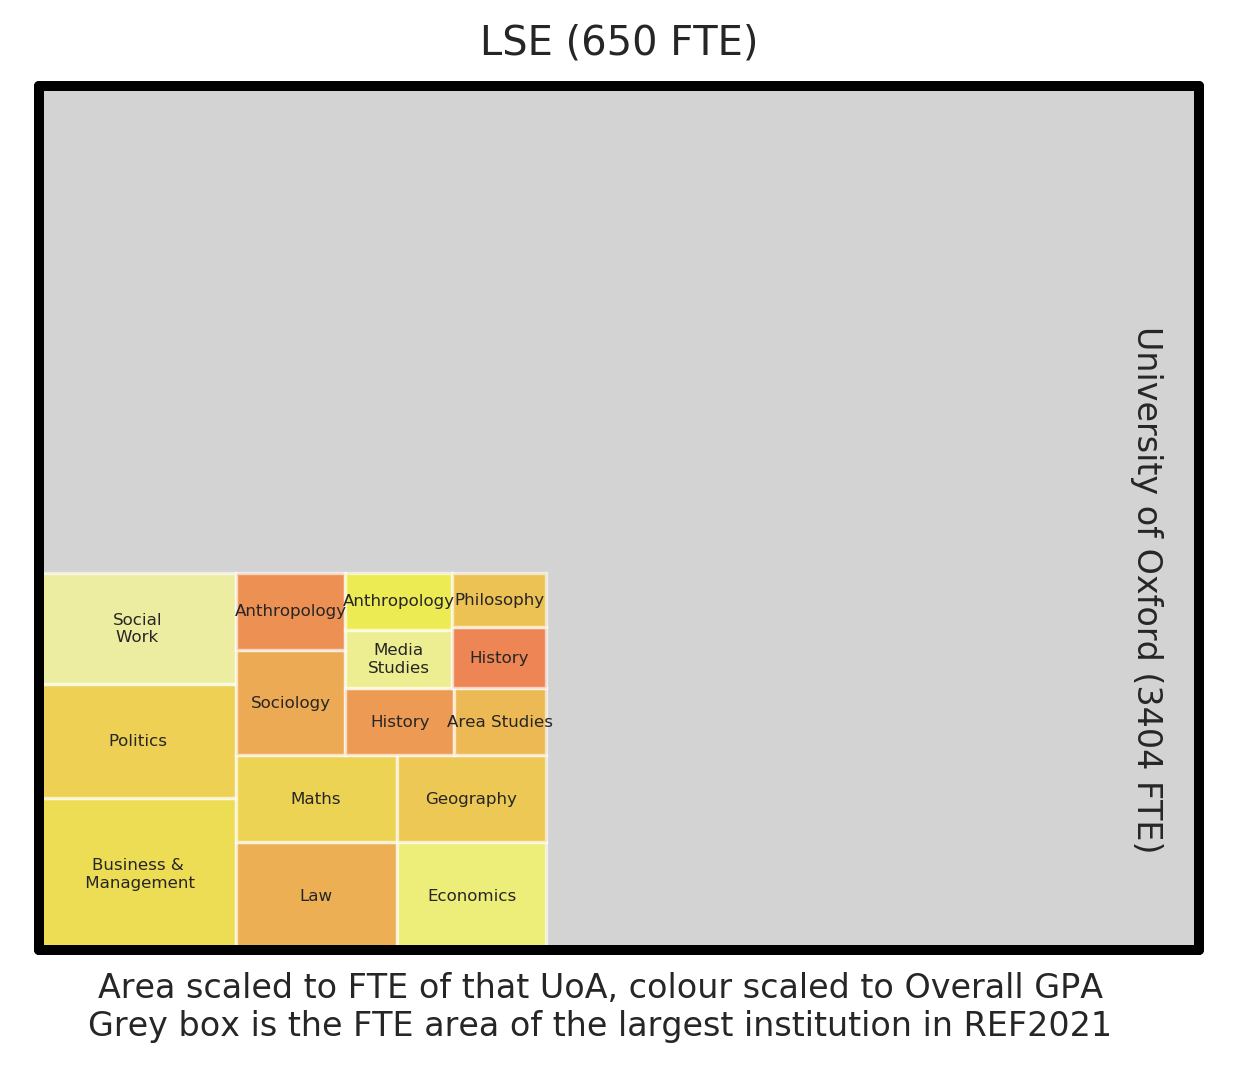 LSE (650 FTE)
Social
Work
Anthropology
Anthropology
Philosophy
Media
Studies
History
Sociology
History
Area Studies
Politics
Maths
Geography
Business &
Management
Law
Economics
University of Oxford (3404 FTE)
Area scaled to FTE of that UoA, colour scaled to Overall GPA
Grey box is the FTE area of the largest institution in REF2021